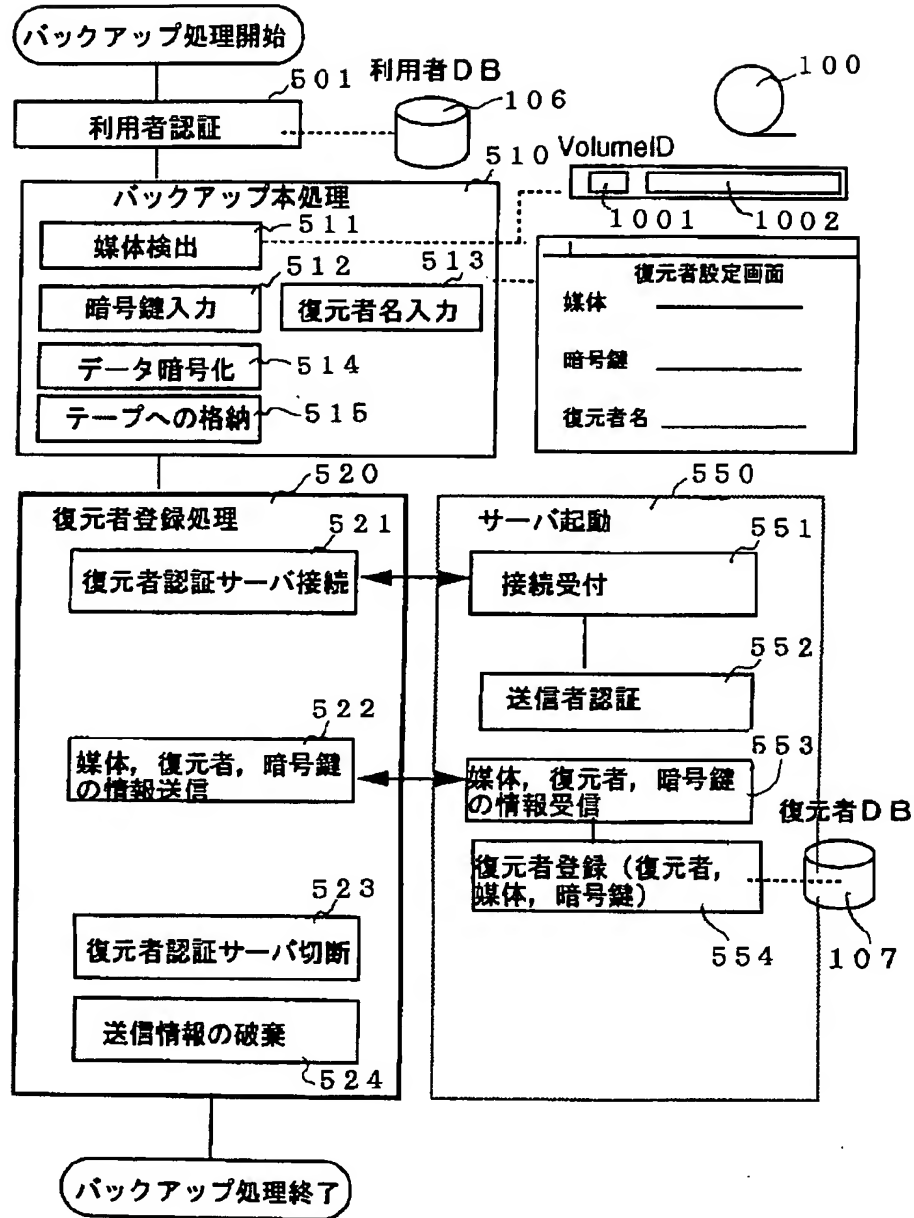 バックアップ処理開始
501
利用者DB
106
100
利用者認証
510
VolumeID
バックアップ本処理
511
媒体検出
1001
1002
512
513
暗号鍵入力
復元者名入力
復元者設定画面
媒体
データ暗号化
514
暗号鍵
テープへの格納
515
復元者名
520
550
復元者登録処理
サーバ起動
521
551
復元者認証サーバ接続
接続受付
552
送信者認証
522
553
媒体，復元者，暗号鍵
の情報送信
媒体，復元者，暗号鍵
の情報受信
復元者DB
復元者登録（復元者，
媒体，暗号鍵）
523
復元者認証サーバ切断
554
107
送信情報の破棄
524
バックアップ処理終了